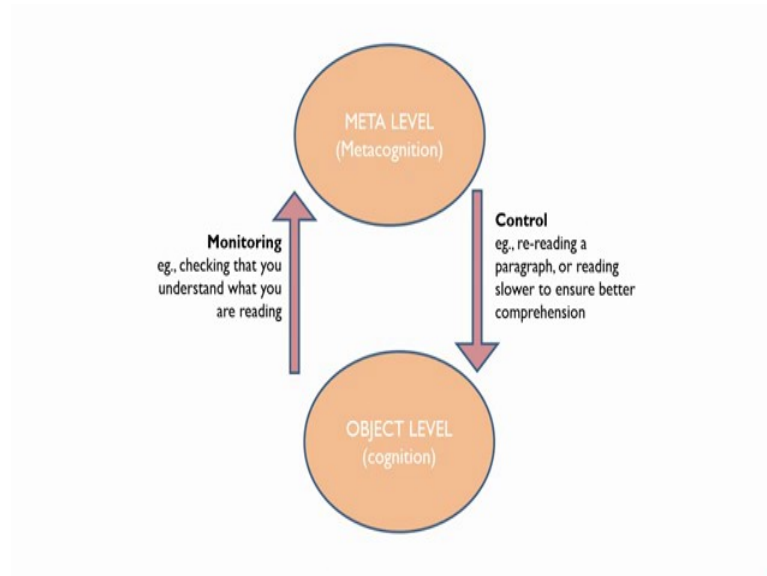 META LEVEL
(Metacognition)
Monitoring
eg., checking that you
understand what you
are reading
Control
eg., re-reading a
paragraph, or reading
slower to ensure better
comprehension
OBJECT LEVEL
(cognition)